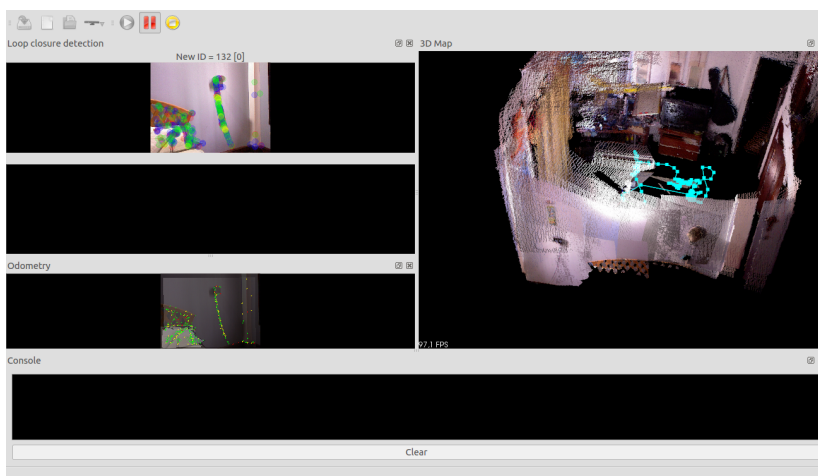 Loop closure detection
New ID = 132 [0]
3D Map
Odometry
97.1 FPS
Console
Clear